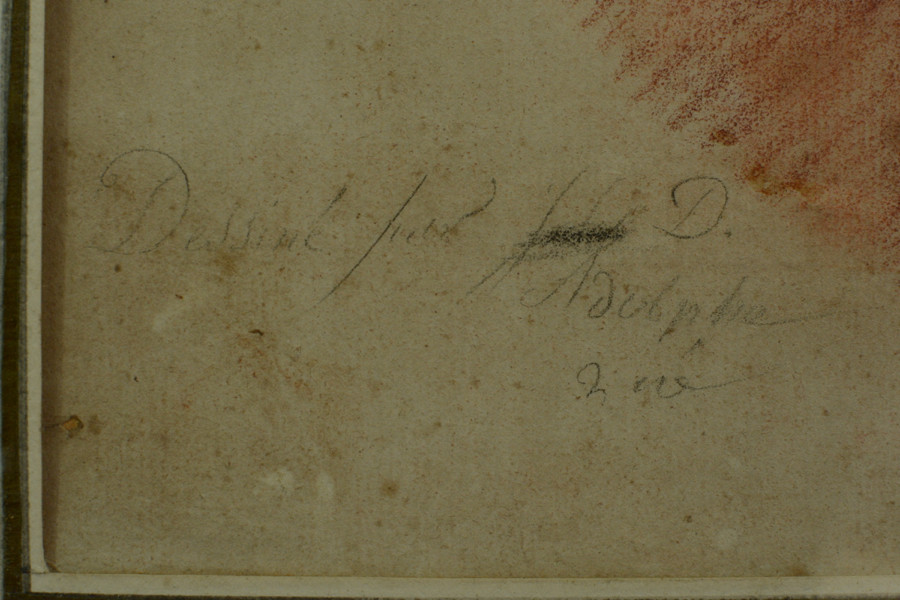 Dessiné par D.
Adolphe